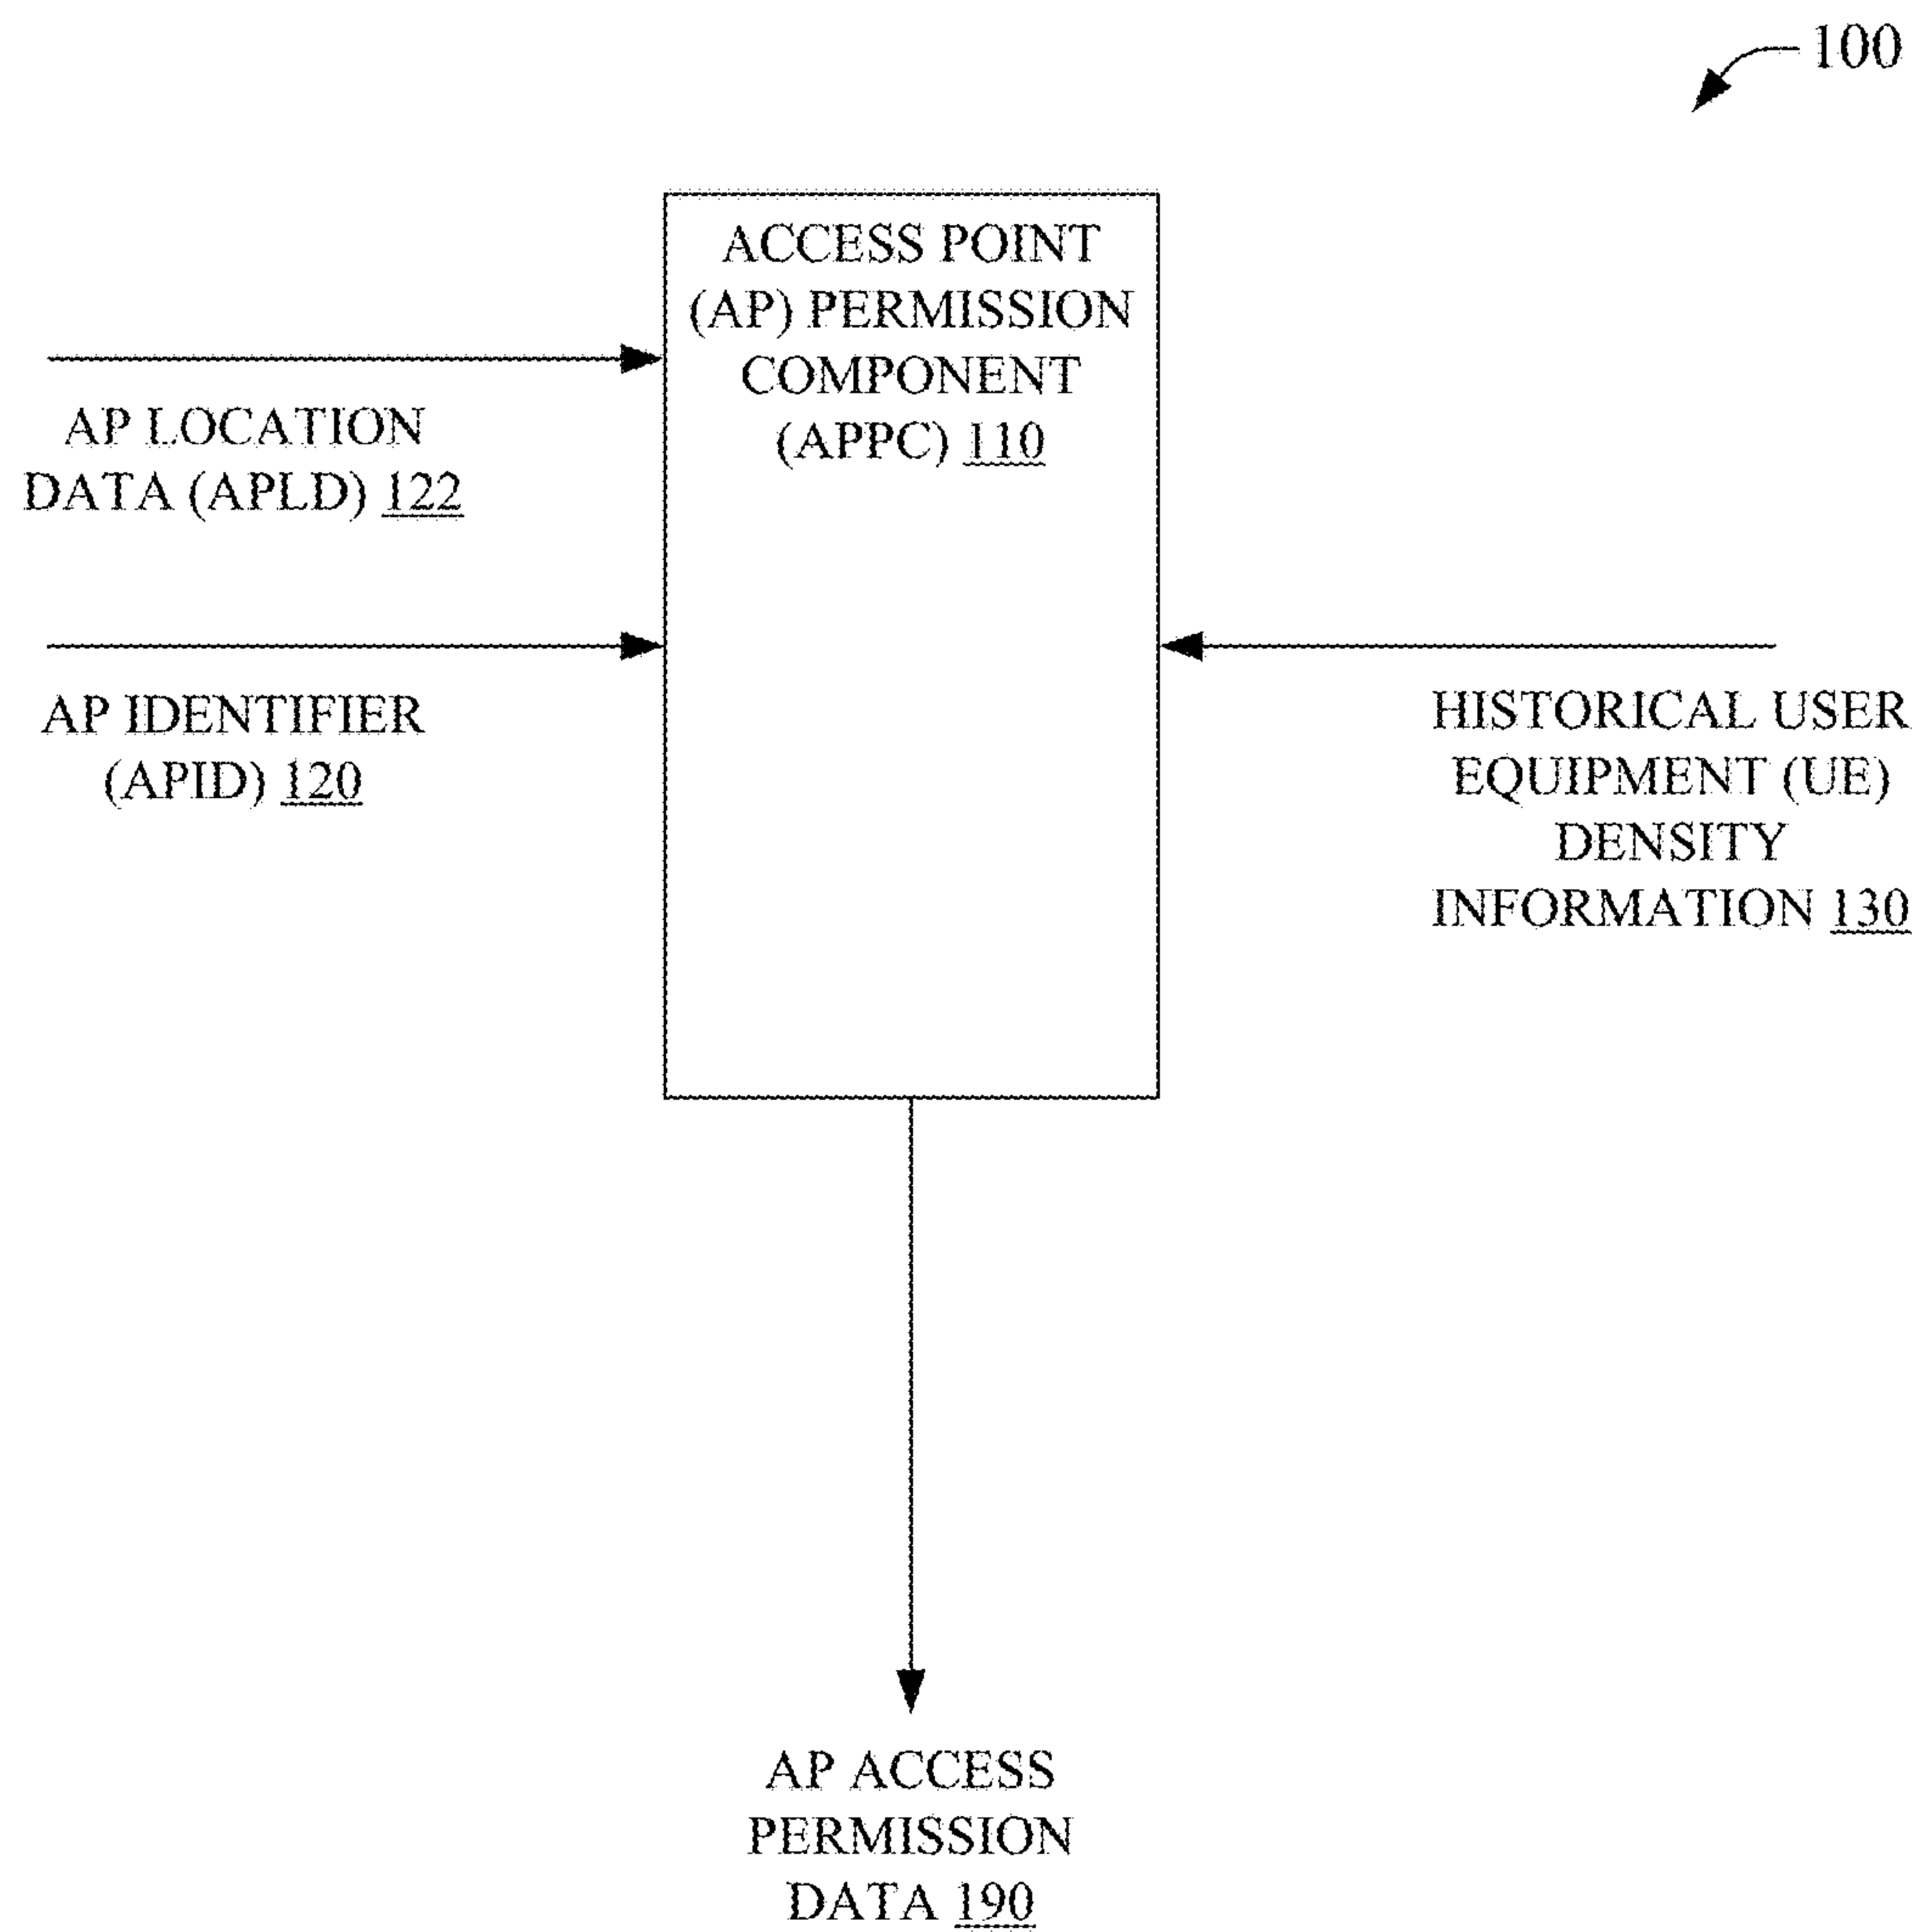 100
ACCESS POINT
(AP) PERMISSION
COMPONENT
(APPC) 110
AP LOCATION
DATA (APLD) 122
AP IDENTIFIER
(APID) 120
HISTORICAL USER
EQUIPMENT (UE)
DENSITY
INFORMATION 130
AP ACCESS
PERMISSION
DATA 190